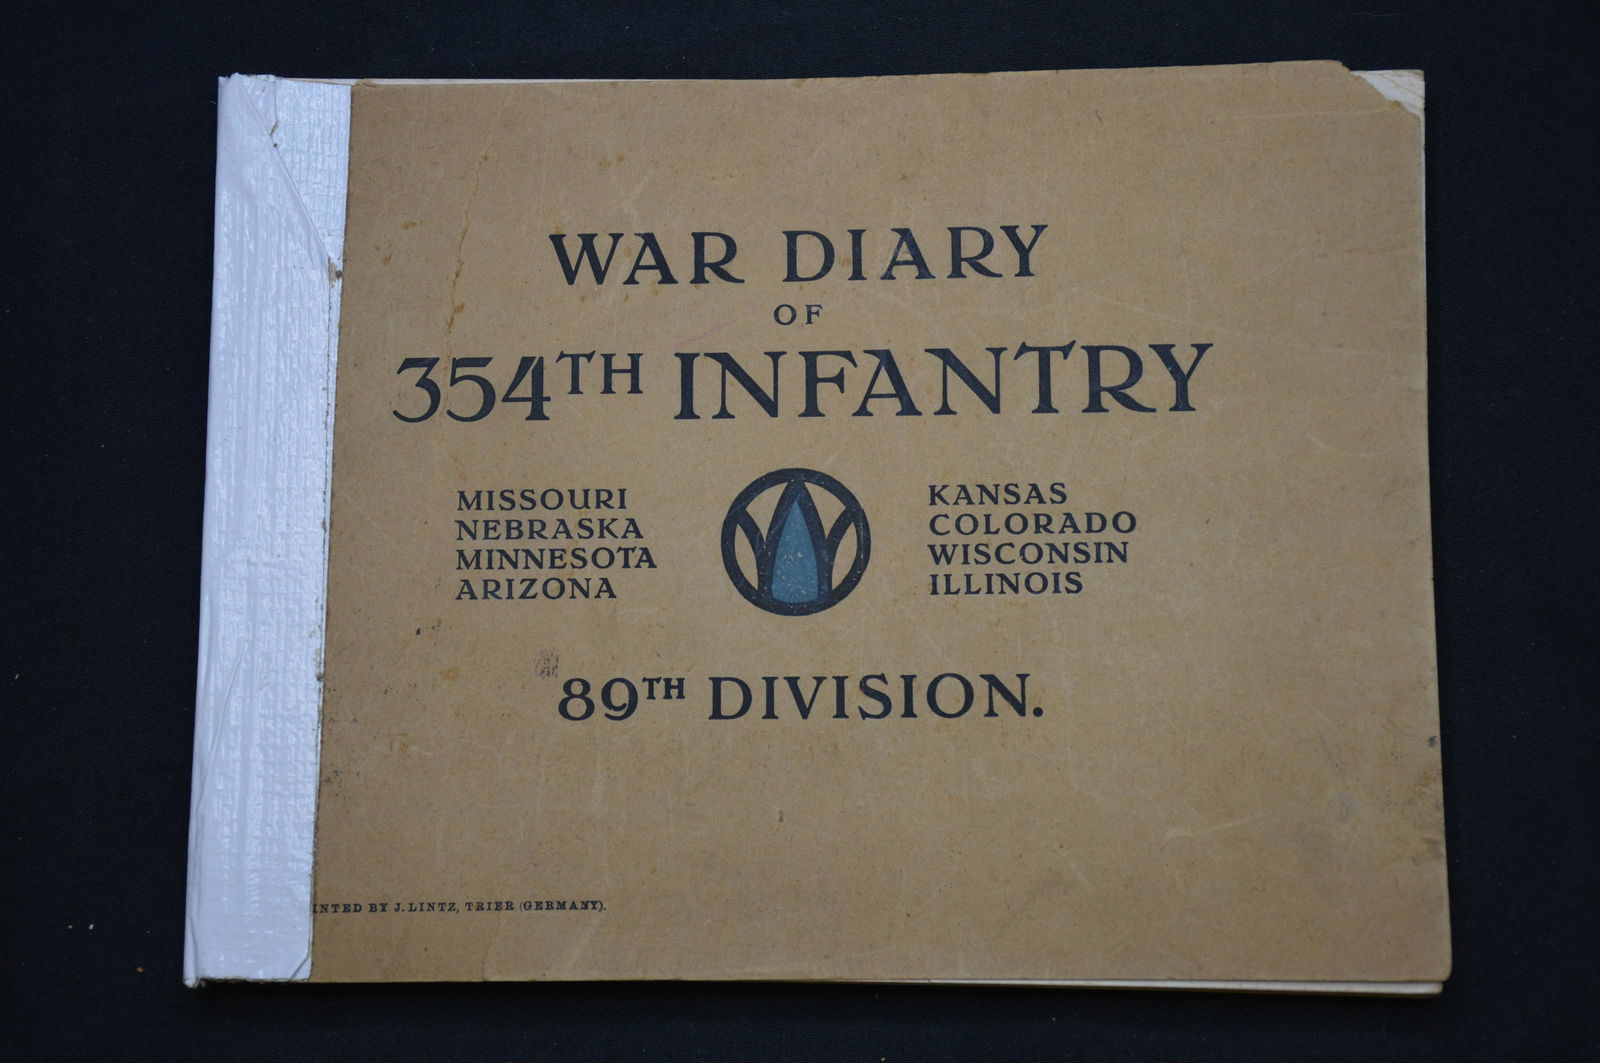 WAR DIARY
OF
354TH INFANTRY
MISSOURI
NEBRASKA
MINNESOTA
ARIZONA
KANSAS
COLORADO
WISCONSIN
ILLINOIS
89TH DIVISION.
INTED BY J. LINTZ, TRIER (GERMANY).